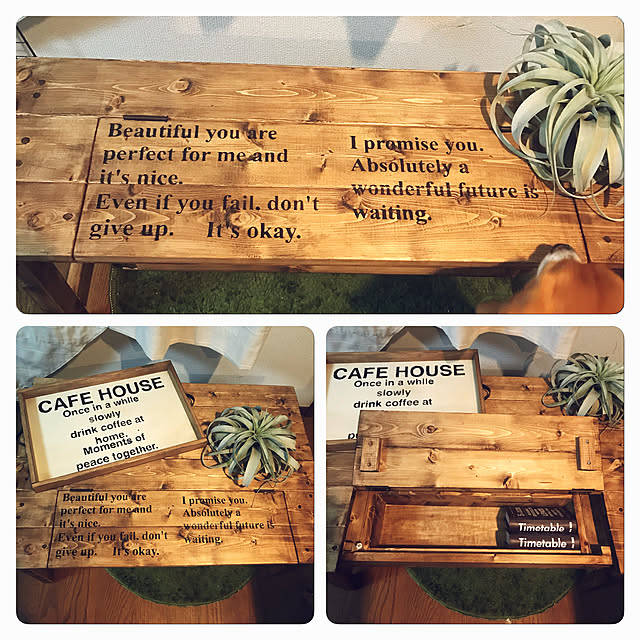 Beautiful you are
perfect for me and
it's nice.
Even if you fail, don't
give up. It's okay.
I promise you.
Absolutely a
wonderful future is
waiting.
CAFE HOUSE
Once in a while
slowly
drink coffee at
home.
Moments of
peace together.
Beautiful you are
perfect for me and
it's nice.
Even if you fail, don't
give up. It's okay.
I promise you.
Absolutely a
wonderful future is
waiting.
CAFE HOUSE
Once in a while
slowly
drink coffee at
Timetable!
Timetable!